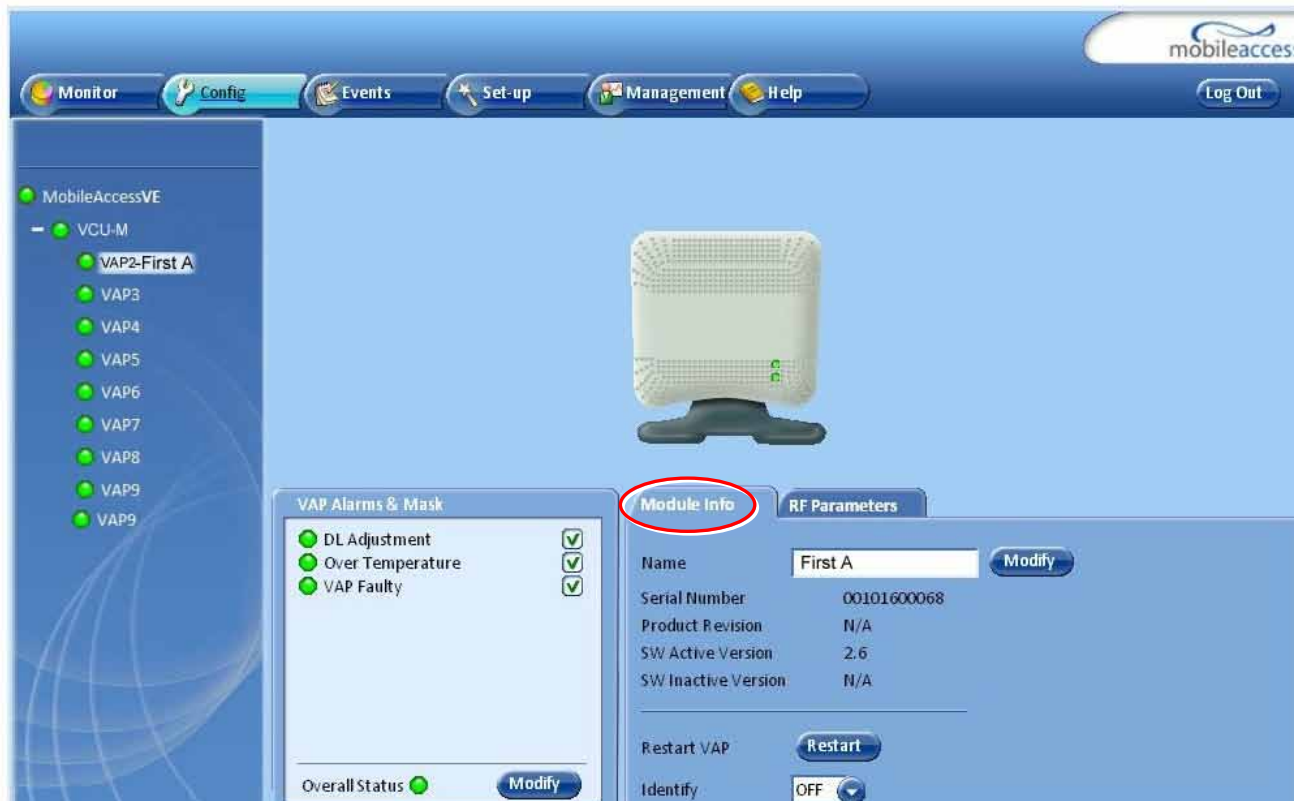 mobileacces
Monitor
Config
Events
Set-up
Management
Help
Log Out
MobileAccessVE
VCU-M
VAP2-First A
VAP3
VAP4
VAP5
VAP6
VAP7
VAP8
VAP9
VAP9
VAP Alarms & Mask
DL Adjustment
Over Temperature
VAP Faulty
Overall Status
Modify
Module Info
RF Parameters
Name
First A
Modify
Serial Number 00101600068
Product Revision N/A
SW Active Version 2.6
SW Inactive Version N/A
Restart VAP
Restart
Identify
OFF